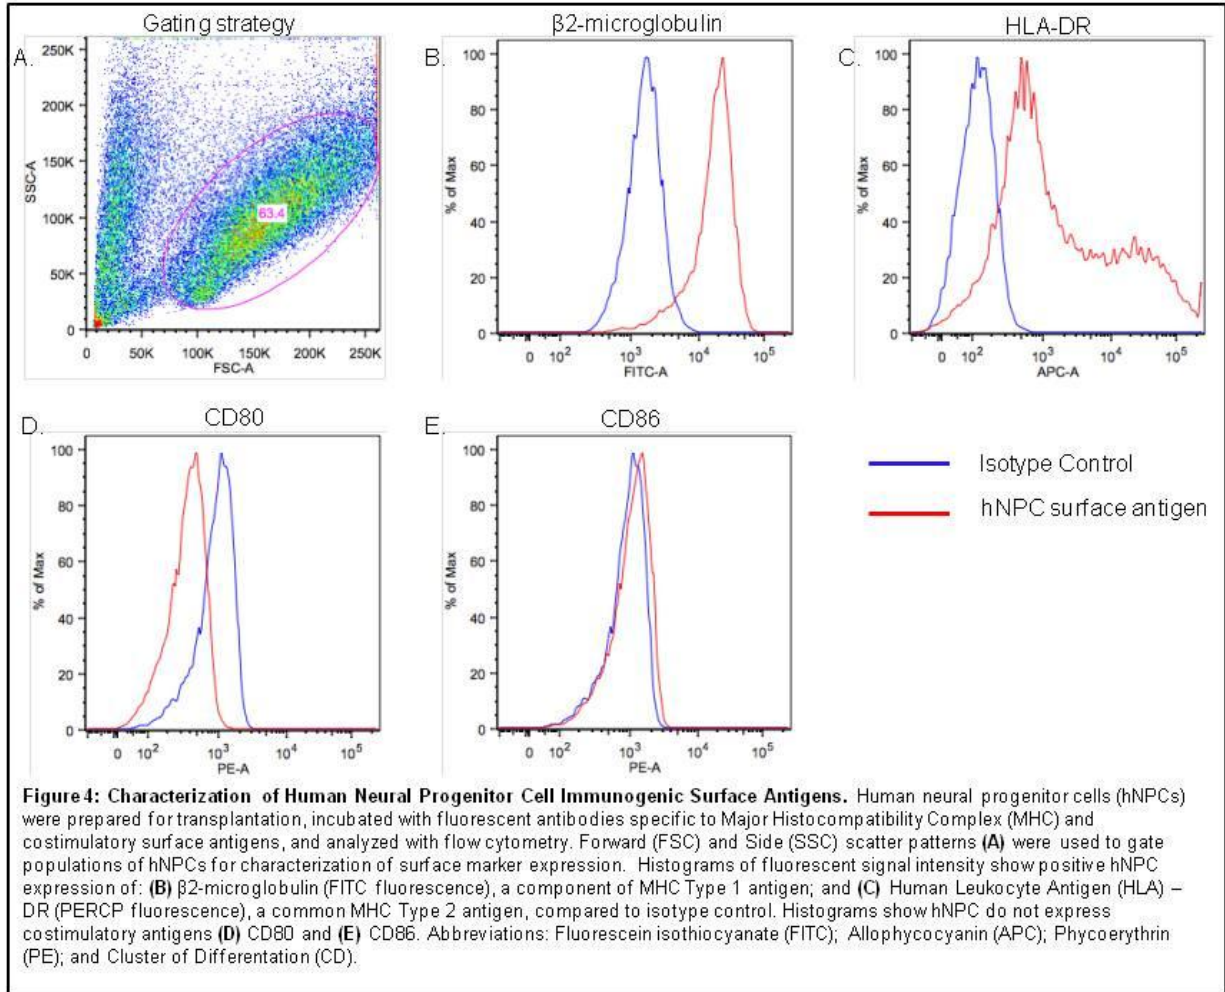 Gating strategy
A.
250K
200K
150K
100K
50K
0
SSC-A
63.4
0 50K 100K 150K 200K 250K
FSC-A
β2-microglobulin
B.
100
80
60
40
20
0
% of Max
0 10² 10³ 10⁴ 10⁵
FITC-A
HLA-DR
C.
100
80
60
40
20
0
% of Max
0 10² 10³ 10⁴ 10⁵
APC-A
CD80
D.
100
80
60
40
20
0
% of Max
0 10² 10³ 10⁴ 10⁵
PE-A
CD86
E.
100
80
60
40
20
0
% of Max
0 10² 10³ 10⁴ 10⁵
PE-A
Isotype Control
hNPC surface antigen
Figure 4: Characterization of Human Neural Progenitor Cell Immunogenic Surface Antigens. Human neural progenitor cells (hNPCs)
were prepared for transplantation, incubated with fluorescent antibodies specific to Major Histocompatibility Complex (MHC) and
costimulatory surface antigens, and analyzed with flow cytometry. Forward (FSC) and Side (SSC) scatter patterns (A) were used to gate
populations of hNPCs for characterization of surface marker expression. Histograms of fluorescent signal intensity show positive hNPC
expression of: (B) β2-microglobulin (FITC fluorescence), a component of MHC Type 1 antigen; and (C) Human Leukocyte Antigen (HLA) –
DR (PERCP fluorescence), a common MHC Type 2 antigen, compared to isotype control. Histograms show hNPC do not express
costimulatory antigens (D) CD80 and (E) CD86. Abbreviations: Fluorescein isothiocyanate (FITC); Allophycocyanin (APC); Phycoerythrin
(PE); and Cluster of Differentation (CD).